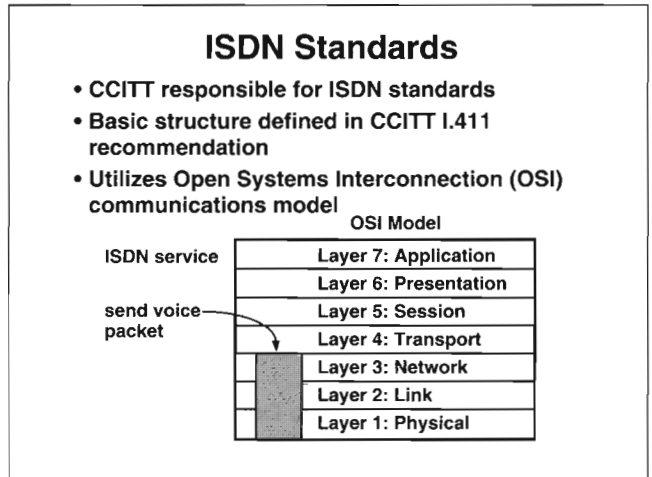 ISDN Standards
• CCITT responsible for ISDN standards
• Basic structure defined in CCITT I.411
recommendation
• Utilizes Open Systems Interconnection (OSI)
communications model
OSI Model
ISDN service
Layer 7: Application
Layer 6: Presentation
send voice
packet
Layer 5: Session
Layer 4: Transport
Layer 3: Network
Layer 2: Link
Layer 1: Physical